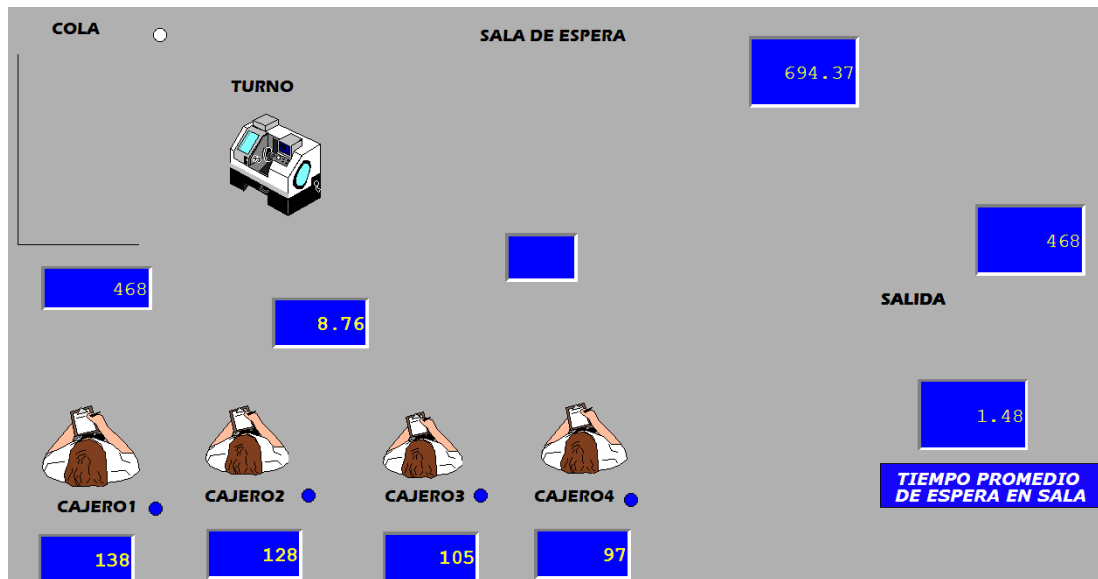 COLA
SALA DE ESPERA
694.37
TURNO
468
468
SALIDA
8.76
1.48
TIEMPO PROMEDIO
DE ESPERA EN SALA
CAJERO1
CAJERO2
CAJERO3
CAJERO4
138
128
105
97